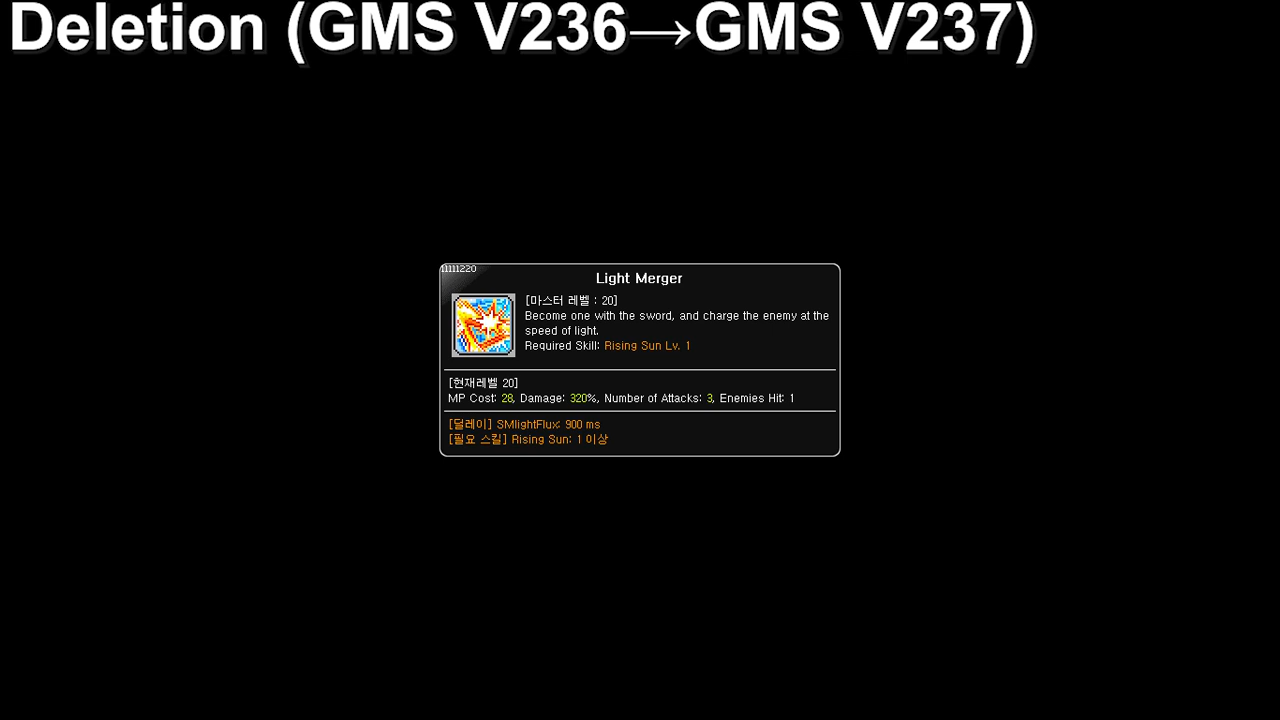 Deletion (GMS V236→GMS V237)
11111220
Light Merger
[마스터 레벨 : 20]
Become one with the sword, and charge the enemy at the
speed of light.
Required Skill: Rising Sun Lv. 1
[현재레벨 20]
MP Cost: 28, Damage: 320%, Number of Attacks: 3, Enemies Hit: 1
[딜레이] SMlightFlux: 900 ms
[필요 스킬] Rising Sun: 1 이상